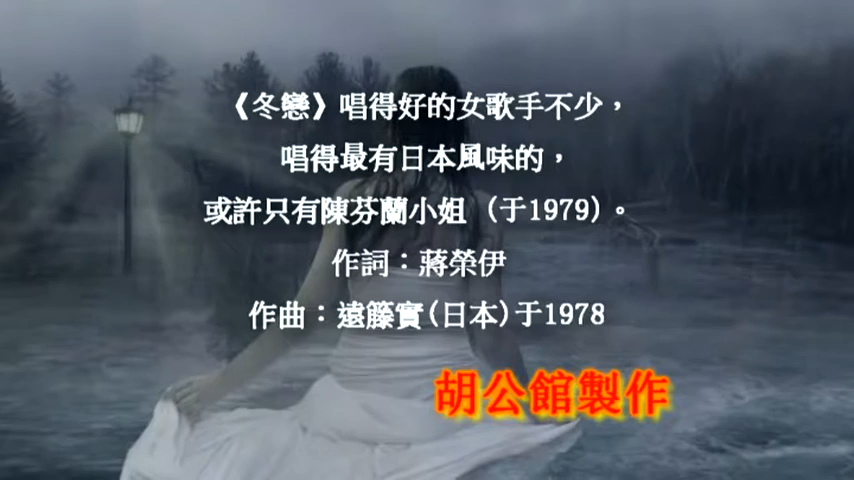 《冬戀》唱得好的女歌手不少，
唱得最有日本風味的，
或許只有陳芬蘭小姐 (于1979)。
作詞：蔣榮伊
作曲：遠籐實(日本)于1978
胡公館製作